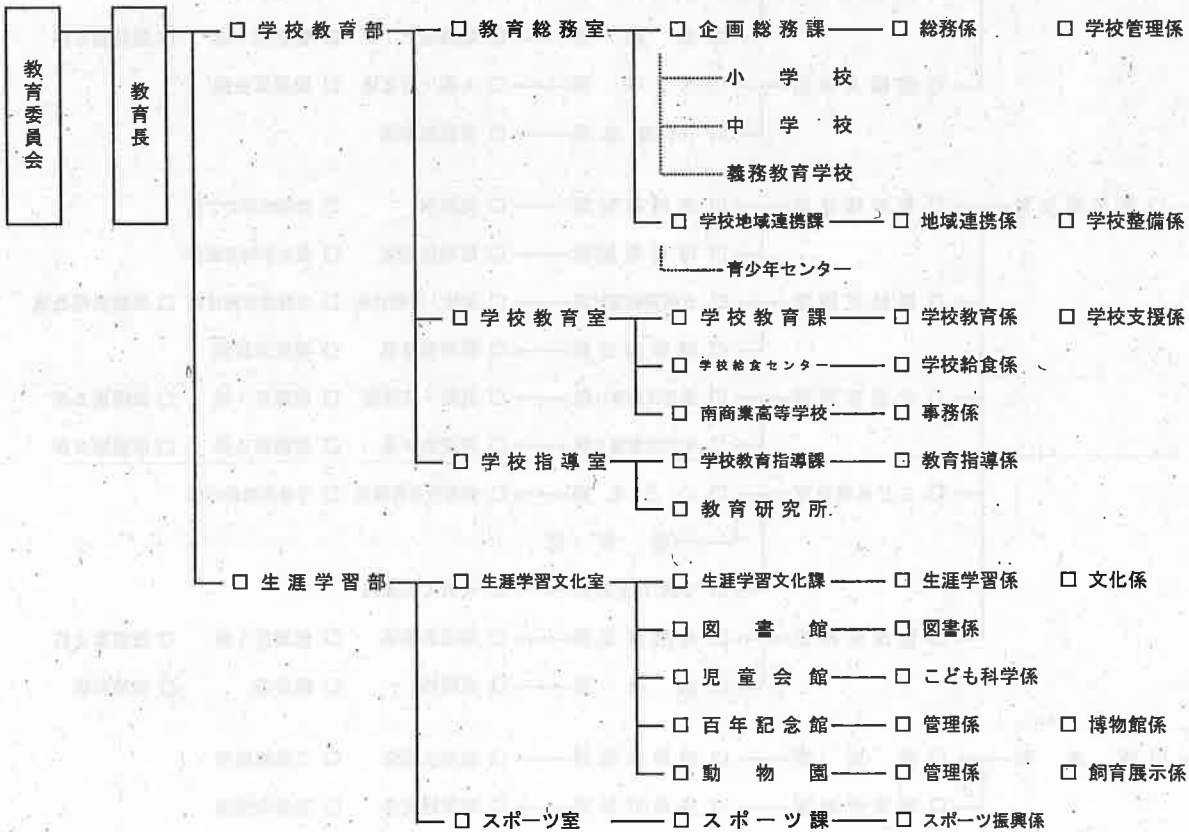 教育委員会
教育長
□ 学校教育部 □ 教育総務室 □ 企画総務課 □ 総務係 □ 学校管理係
小学校
中学校
義務教育学校
□ 学校地域連携課 □ 地域連携係 □ 学校整備係
青少年センター
□ 学校教育室 □ 学校教育課 □ 学校教育係 □ 学校支援係
□ 学校給食センター □ 学校給食係
□ 南商業高等学校 □ 事務係
□ 学校指導室 □ 学校教育指導課 □ 教育指導係
□ 教育研究所
□ 生涯学習部 □ 生涯学習文化室 □ 生涯学習文化課 □ 生涯学習係 □ 文化係
□ 図書館 □ 図書係
□ 児童会館 □ こども科学係
□ 百年記念館 □ 管理係 □ 博物館係
□ 動物園 □ 管理係 □ 飼育展示係
□ スポーツ室 □ スポーツ課 □ スポーツ振興係